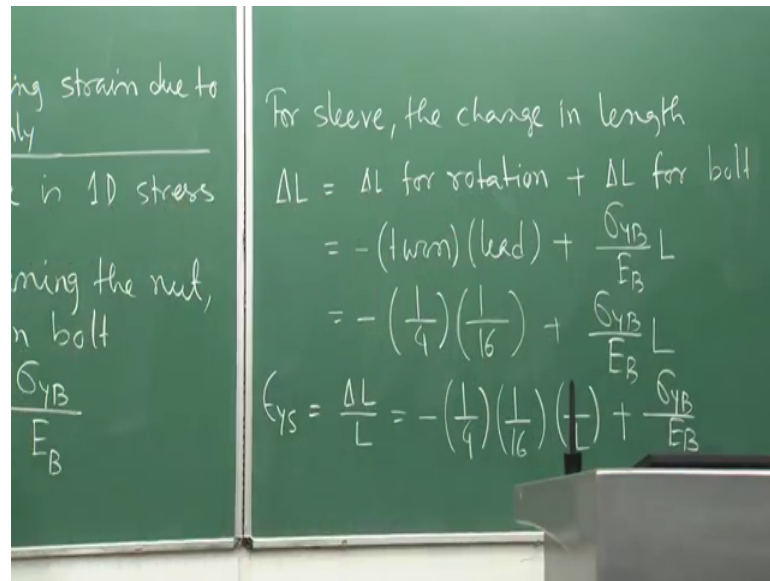 ing strain due to
ly
in 1D stress
ning the nut,
n bolt
σyB
EB
For sleeve, the change in length
ΔL = ΔL for rotation + ΔL for bolt
= -(turn)(lead) + σyB/EB L
= -(1/4)(1/16) + σyB/EB L
ϵys = ΔL/L = -(1/4)(1/16)(1/L) + σyB/EB